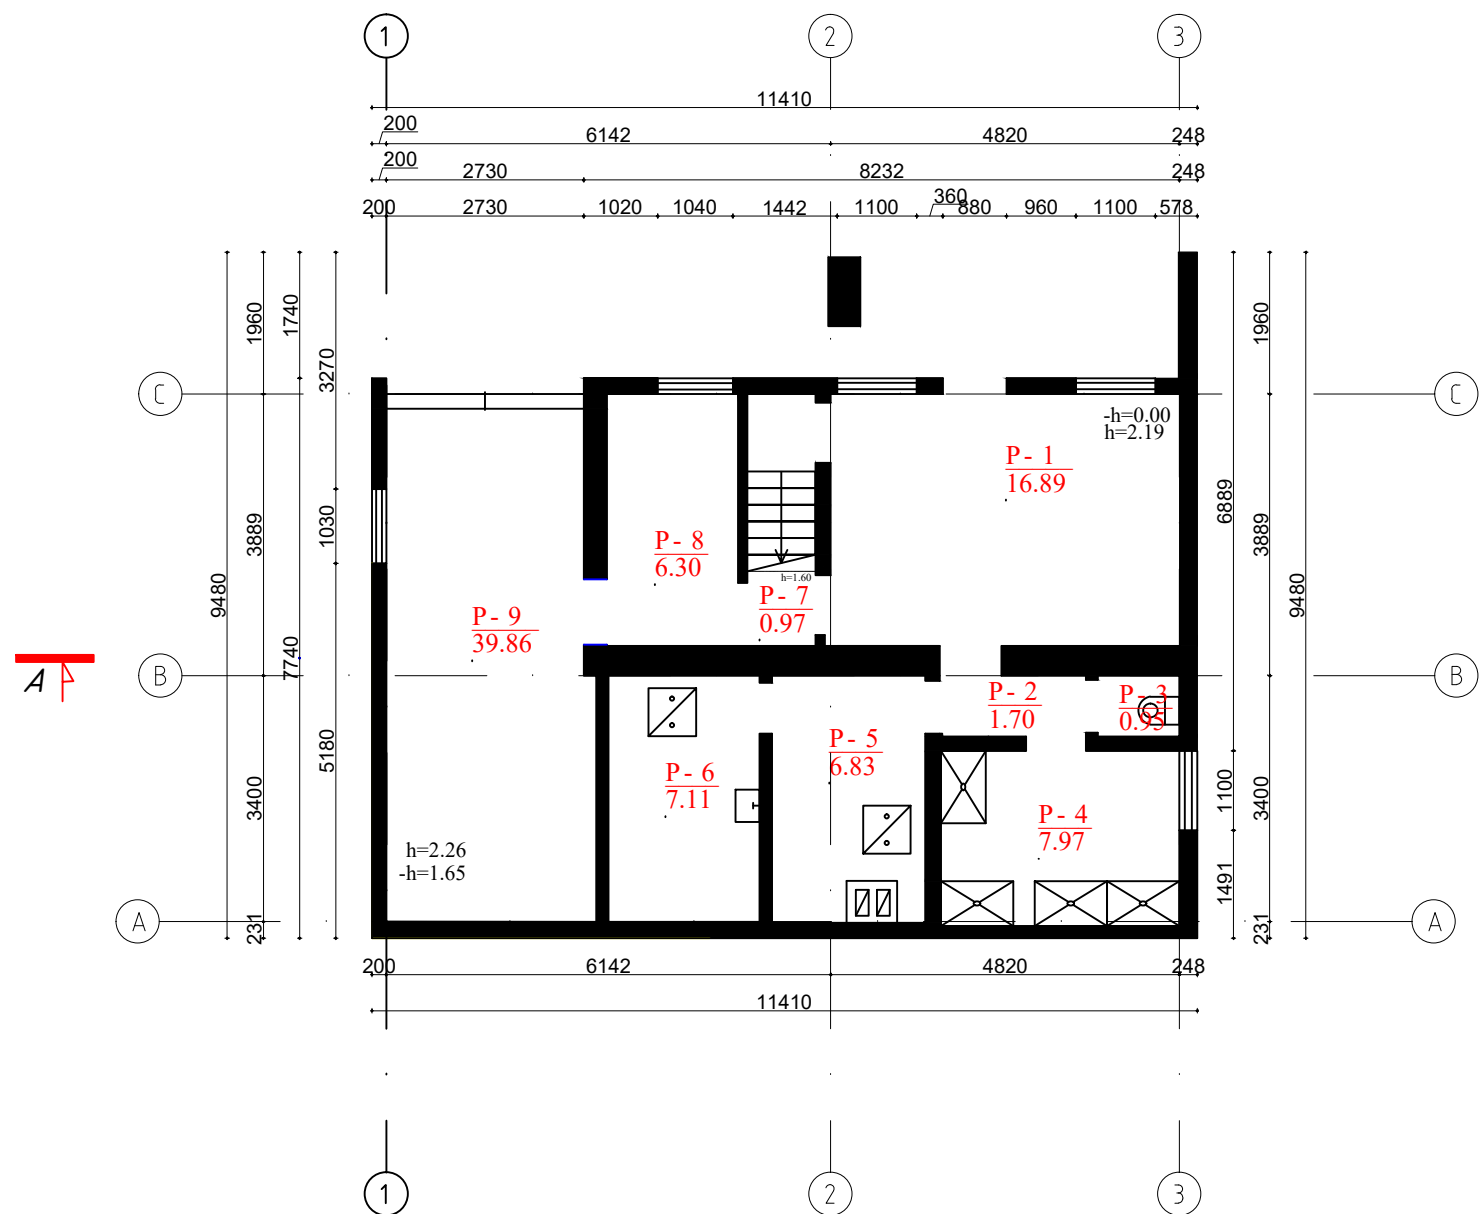 1 2 3
11410
200 6142 4820 248
200 2730 8232 248
200 2730 1020 1040 1442 1100 360 880 960 1100 578
1960 1740 3270 1960
C C
-h=0.00
h=2.19
P- 1
16.89
9480 3889 7740 1030 6889 3889 9480
P- 8
6.30
h=1.60
P- 7
0.97
P- 9
39.86
A
B B
P- 2
1.70
P- 3
0.95
P- 5
6.83
P- 6
7.11
P- 4
7.97
3400 5180 1100 3400
h=2.26
-h=1.65
1491
A A
231 231
200 6142 4820 248
11410
1 2 3